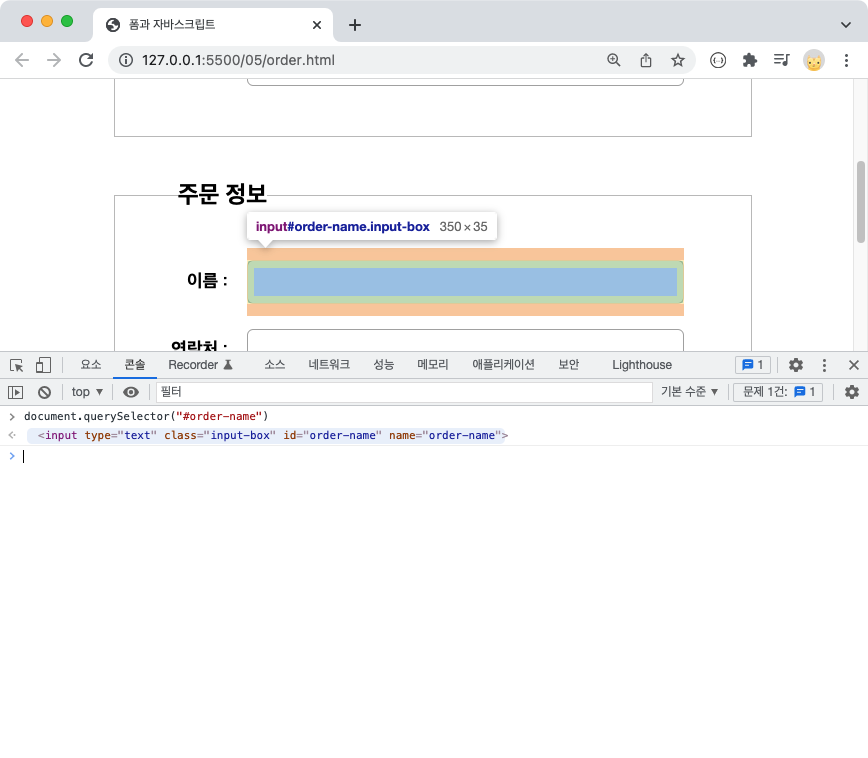 폼과 자바스크립트
127.0.0.1:5500/05/order.html
주문 정보
input#order-name.input-box 350 × 35
이름 :
연락처 :
요소 콘솔 Recorder 소스 네트워크 성능 메모리 애플리케이션 보안 Lighthouse 1
top 필터 기본 수준 문제 1건: 1
document.querySelector("#order-name")
<input type="text" class="input-box" id="order-name" name="order-name">